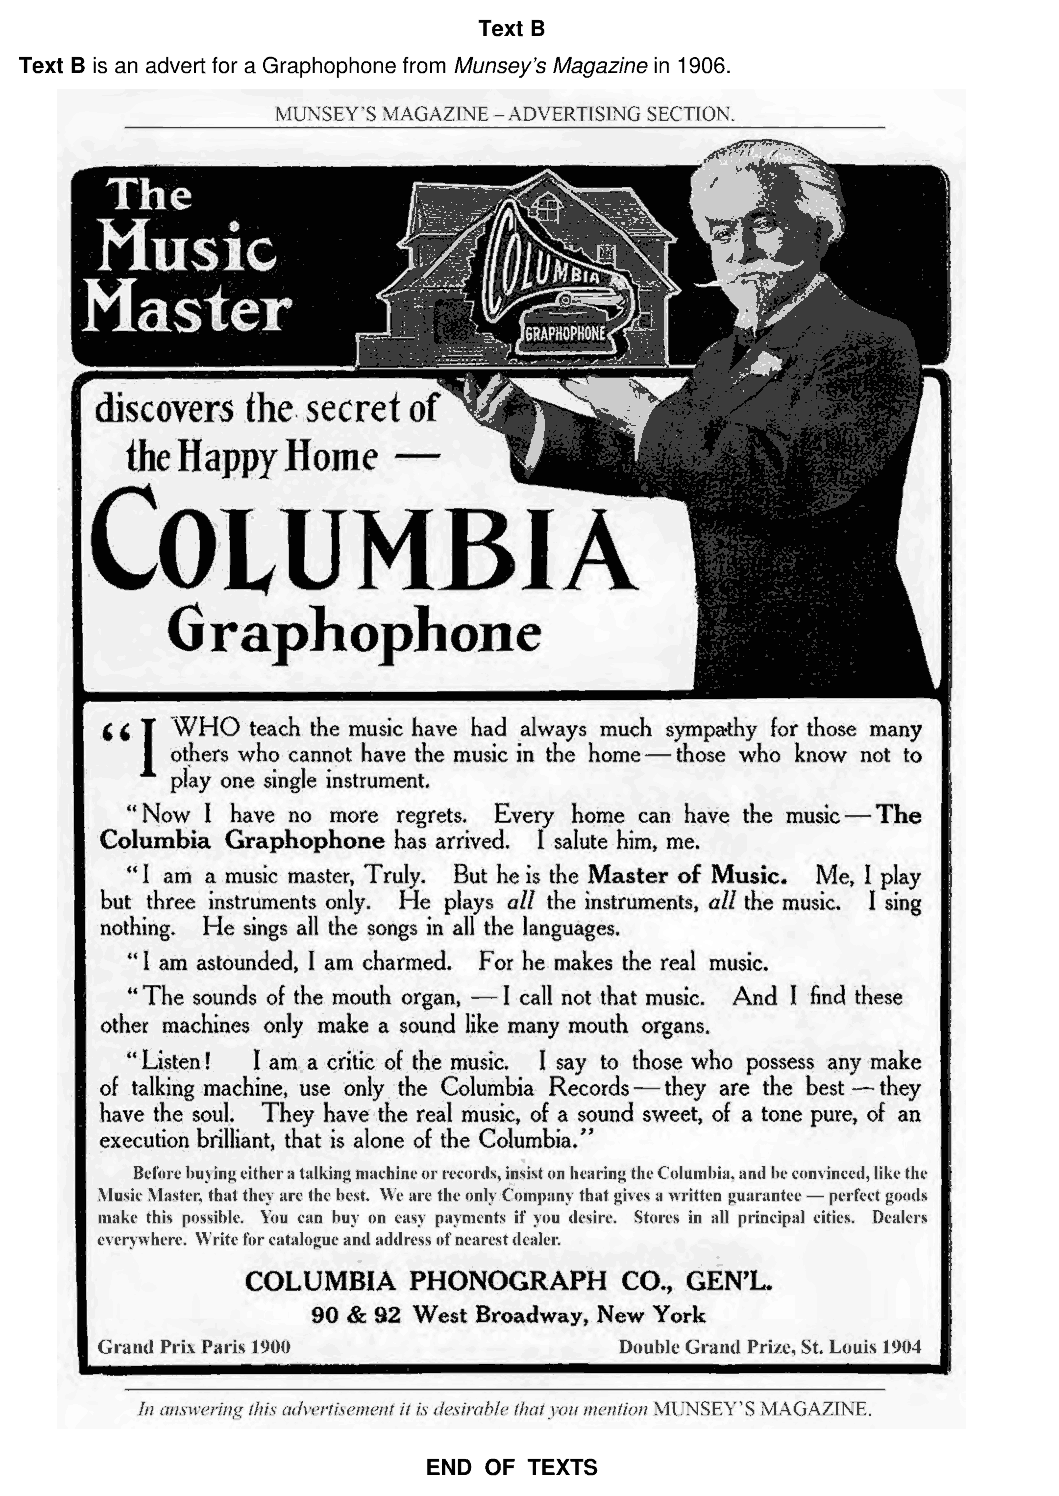 Text B
Text B is an advert for a Graphophone from Munsey's Magazine in 1906.
MUNSEY'S MAGAZINE – ADVERTISING SECTION.
The
Music
Master
COLUMBIA
GRAPHOPHONE
discovers the secret of
the Happy Home —
COLUMBIA
Graphophone
“I WHO teach the music have had always much sympathy for those many
others who cannot have the music in the home — those who know not to
play one single instrument.
“Now I have no more regrets. Every home can have the music — The
Columbia Graphophone has arrived. I salute him, me.
“I am a music master, Truly. But he is the Master of Music. Me, I play
but three instruments only. He plays all the instruments, all the music. I sing
nothing. He sings all the songs in all the languages.
“I am astounded, I am charmed. For he makes the real music.
“The sounds of the mouth organ, — I call not that music. And I find these
other machines only make a sound like many mouth organs.
“Listen! I am a critic of the music. I say to those who possess any make
of talking machine, use only the Columbia Records — they are the best — they
have the soul. They have the real music, of a sound sweet, of a tone pure, of an
execution brilliant, that is alone of the Columbia.”
Before buying either a talking machine or records, insist on hearing the Columbia, and be convinced, like the
Music Master, that they are the best. We are the only Company that gives a written guarantee — perfect goods
make this possible. You can buy on easy payments if you desire. Stores in all principal cities. Dealers
everywhere. Write for catalogue and address of nearest dealer.
COLUMBIA PHONOGRAPH CO., GEN'L.
90 & 92 West Broadway, New York
Grand Prix Paris 1900 Double Grand Prize, St. Louis 1904
In answering this advertisement it is desirable that you mention MUNSEY'S MAGAZINE.
END OF TEXTS